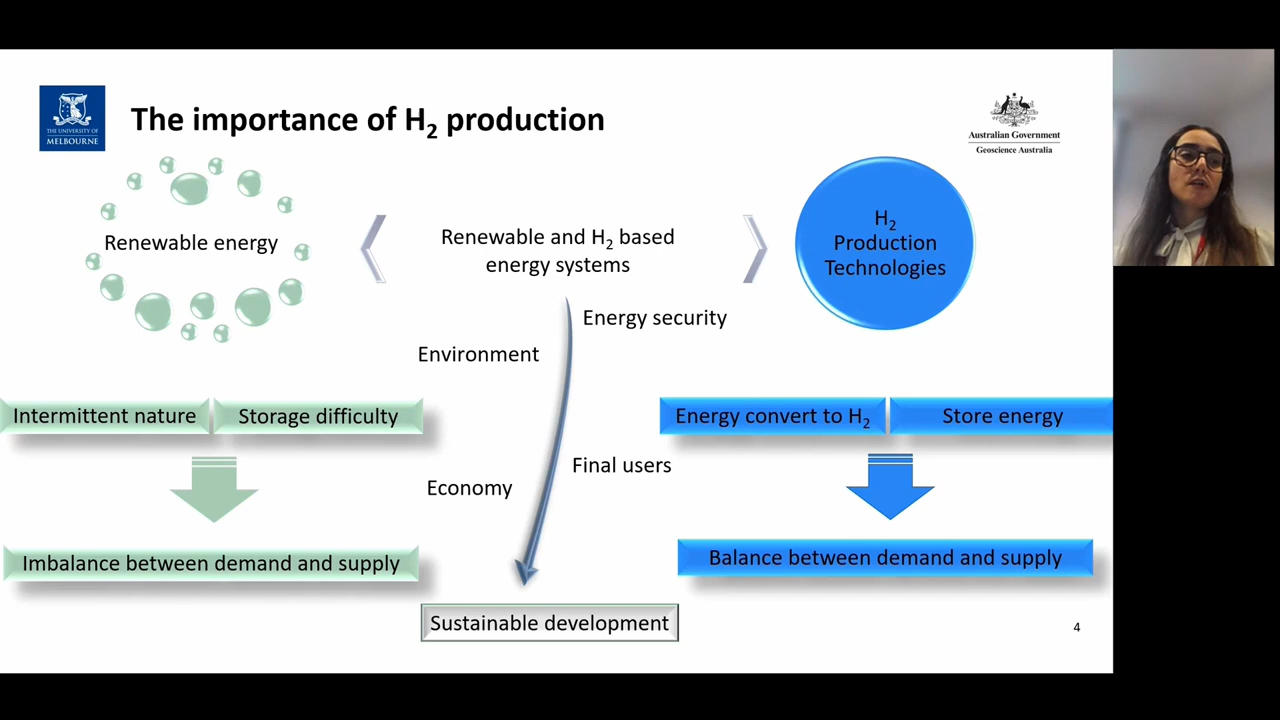 THE UNIVERSITY OF
MELBOURNE
The importance of H₂ production
Australian Government
Geoscience Australia
Renewable energy
Renewable and H₂ based
energy systems
H₂
Production
Technologies
Energy security
Environment
Intermittent nature
Storage difficulty
Energy convert to H₂
Store energy
Final users
Economy
Imbalance between demand and supply
Balance between demand and supply
Sustainable development
4